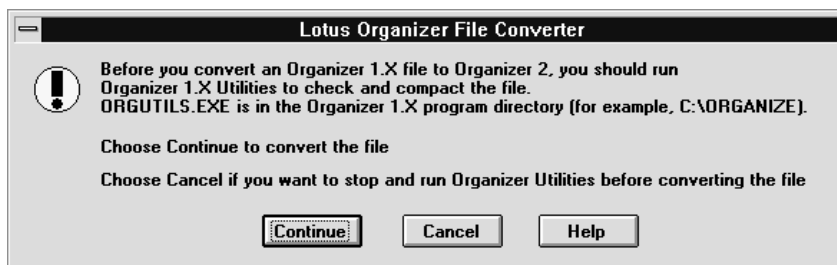 Lotus Organizer File Converter
Before you convert an Organizer 1.X file to Organizer 2, you should run
Organizer 1.X Utilities to check and compact the file.
ORGUTILS.EXE is in the Organizer 1.X program directory (for example, C:\ORGANIZE).
Choose Continue to convert the file
Choose Cancel if you want to stop and run Organizer Utilities before converting the file
Continue Cancel Help